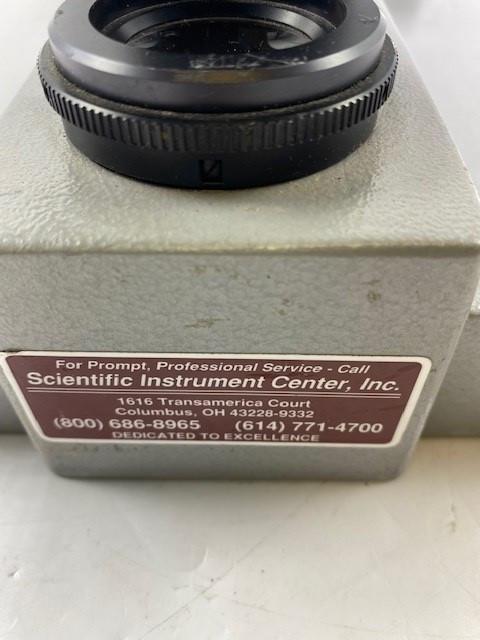 For Prompt, Professional Service - Call
Scientific Instrument Center, Inc.
1616 Transamerica Court
Columbus, OH 43228-9332
(800) 686-8965 (614) 771-4700
DEDICATED TO EXCELLENCE